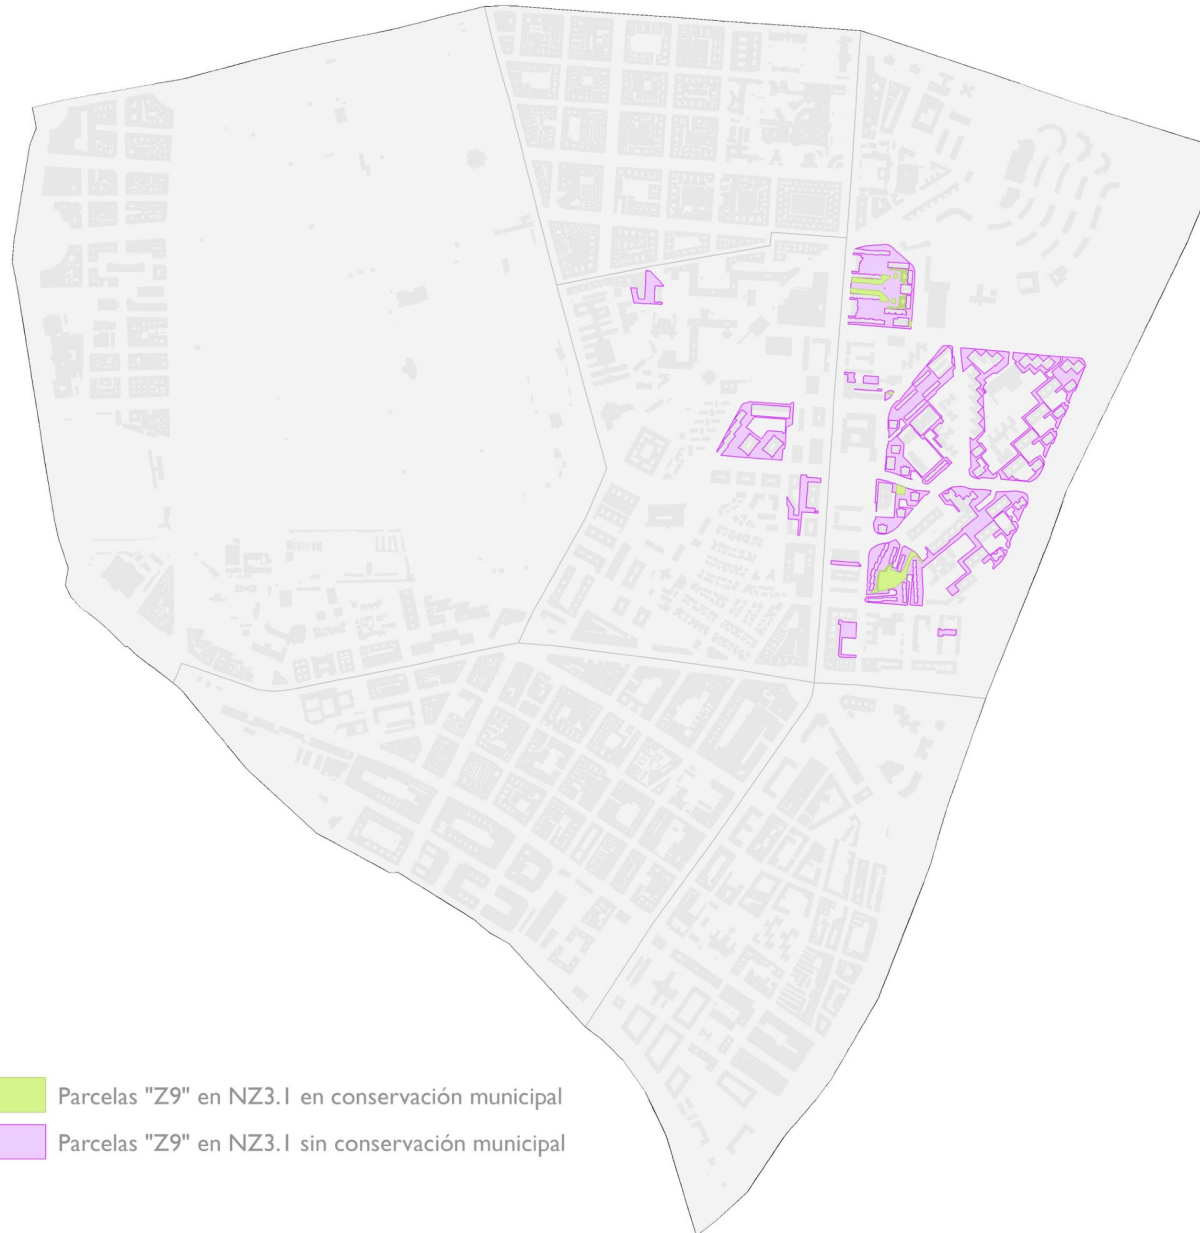 Parcelas "Z9" en NZ3.1 en conservación municipal
Parcelas "Z9" en NZ3.1 sin conservación municipal